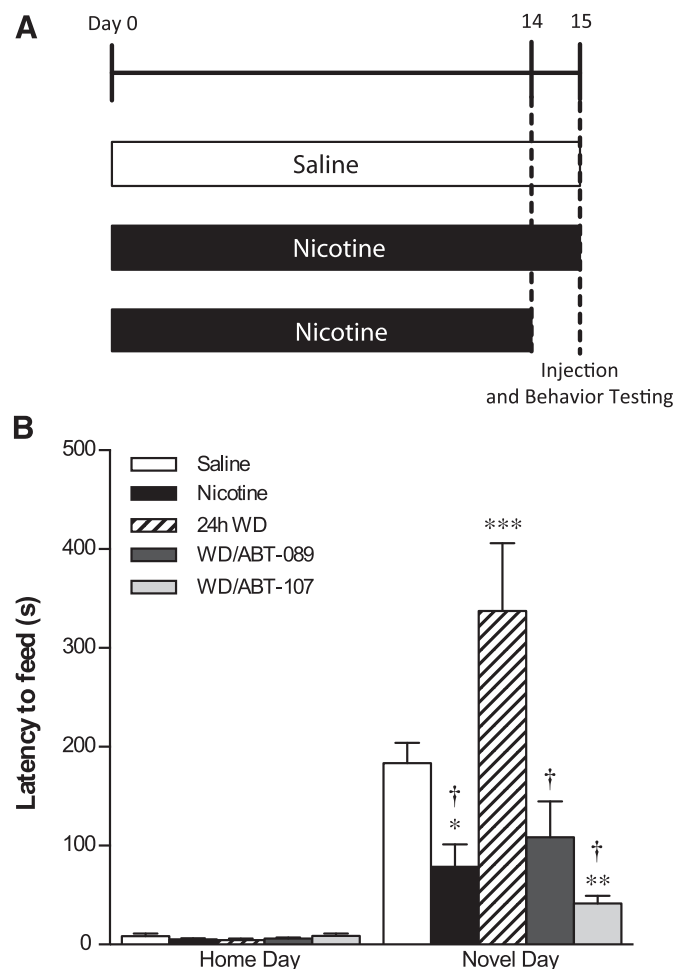 A
Day 0
14
15
Saline
Nicotine
Nicotine
Injection
and Behavior Testing
B
500
400
300
200
100
0
Latency to feed (s)
Saline
Nicotine
24h WD
WD/ABT-089
WD/ABT-107
†
*
***
†
†
**
Home Day
Novel Day